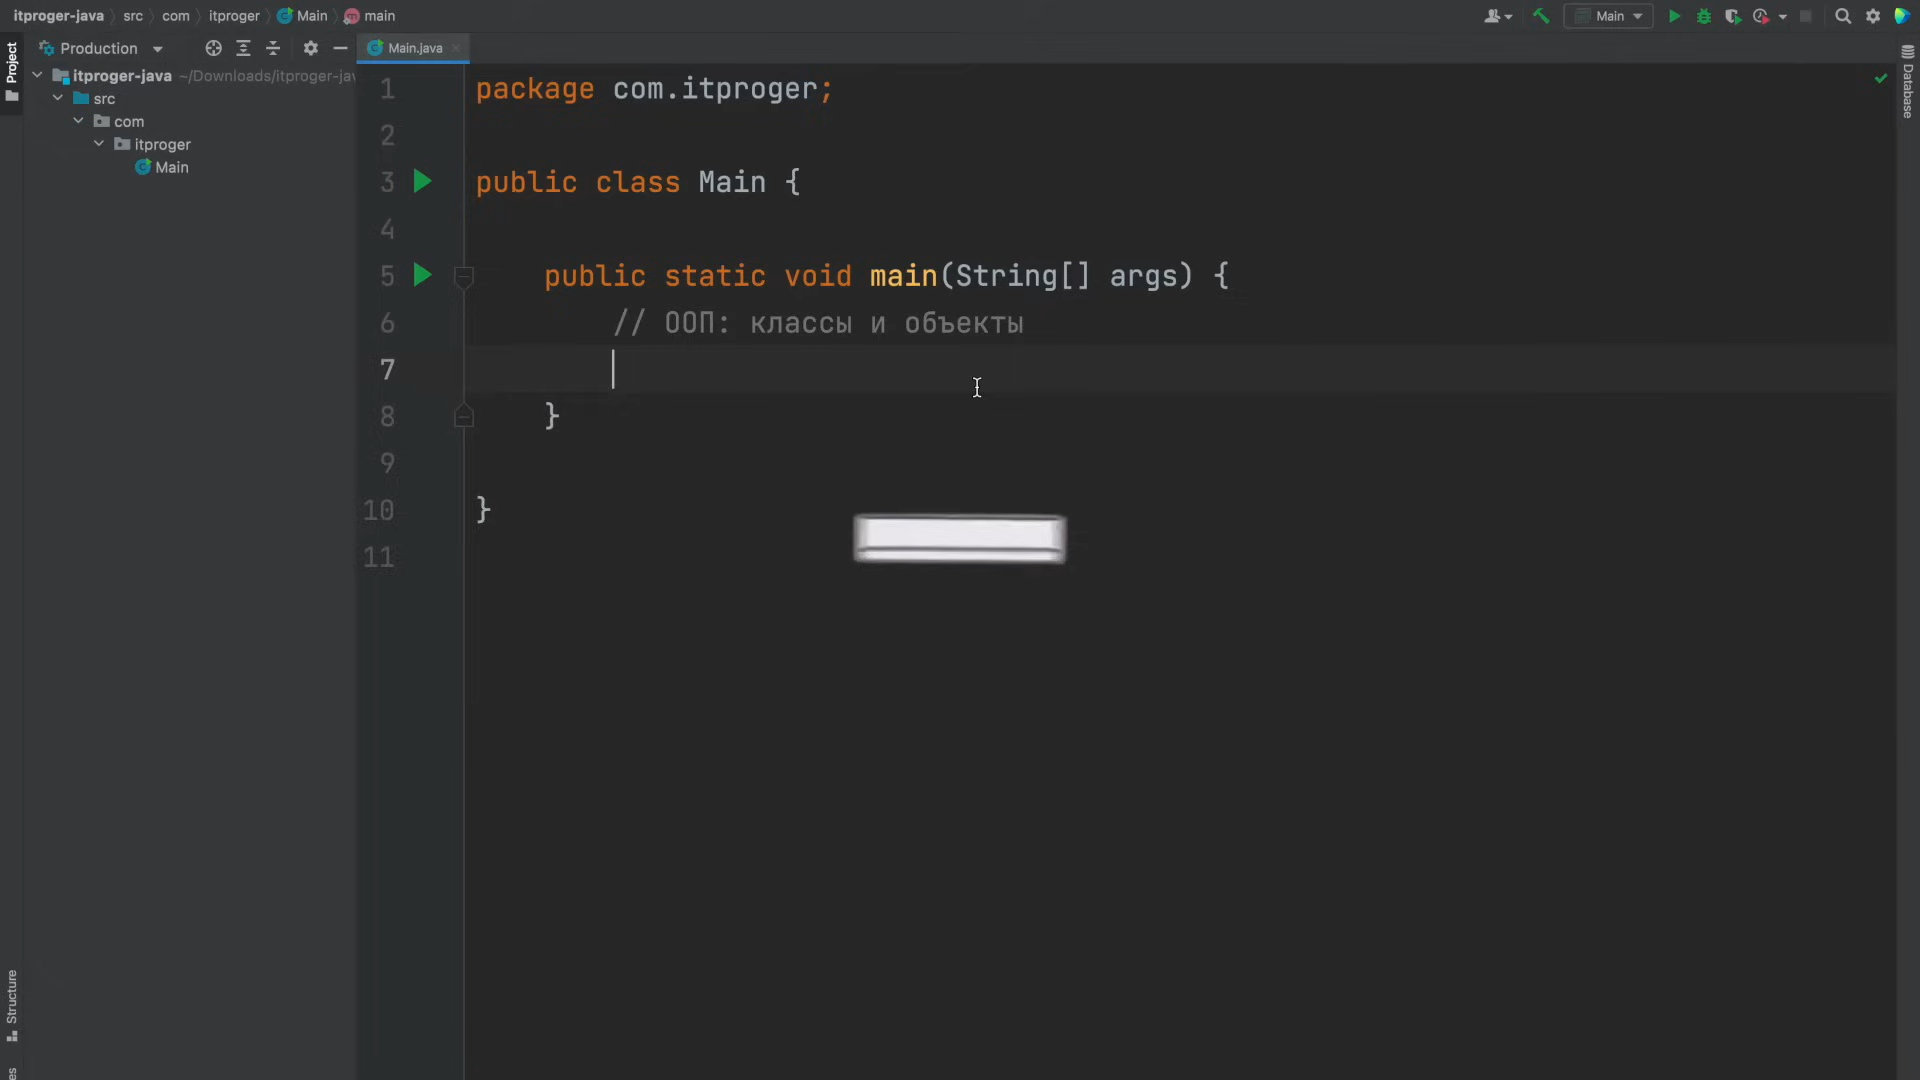 itproger-java src com itproger Main main
Main
Project
Production
Main.java
itproger-java ~/Downloads/itproger-jav
src
com
itproger
Main
1 package com.itproger;
2
3 public class Main {
4
5 public static void main(String[] args) {
6 // ООП: классы и объекты
7
8 }
9
10 }
11
Database
Structure